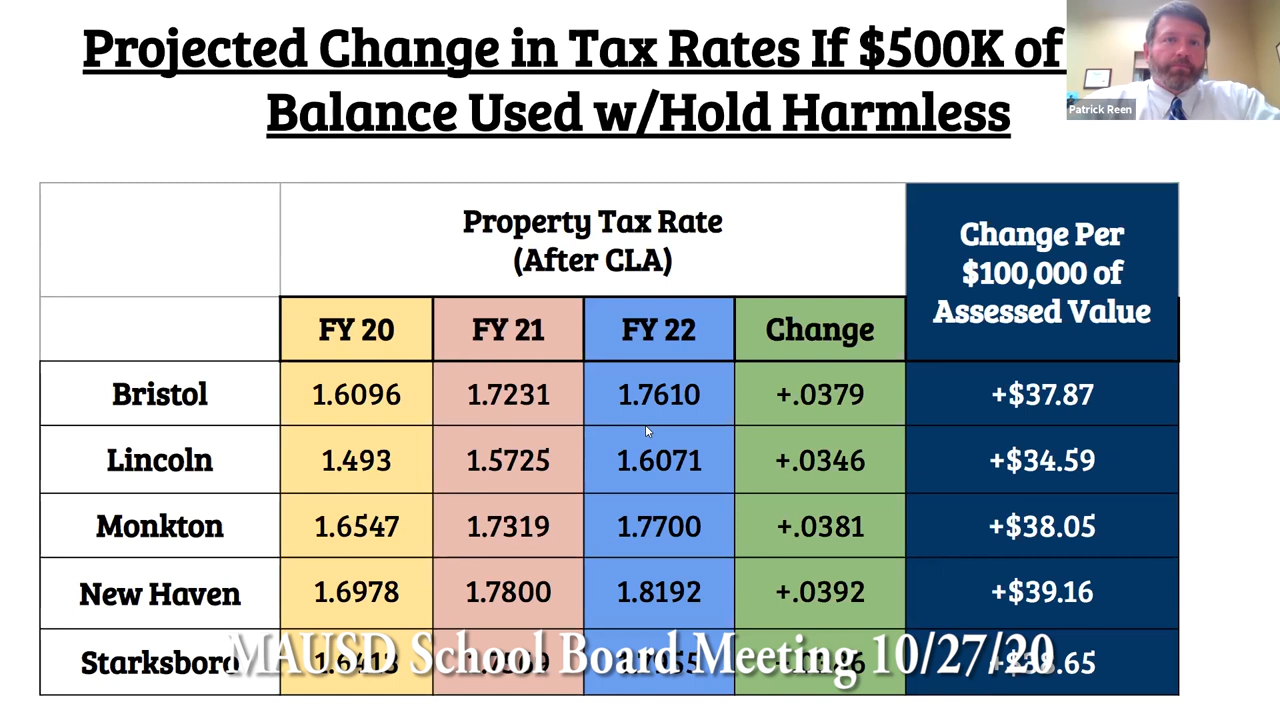 Projected Change in Tax Rates If $500K of
Balance Used w/Hold Harmless
Patrick Reen
Property Tax Rate
(After CLA)
Change Per
$100,000 of
Assessed Value
FY 20 FY 21 FY 22 Change
Bristol 1.6096 1.7231 1.7610 +.0379 +$37.87
Lincoln 1.493 1.5725 1.6071 +.0346 +$34.59
Monkton 1.6547 1.7319 1.7700 +.0381 +$38.05
New Haven 1.6978 1.7800 1.8192 +.0392 +$39.16
Starksboro
MAUSD School Board Meeting 10/27/20